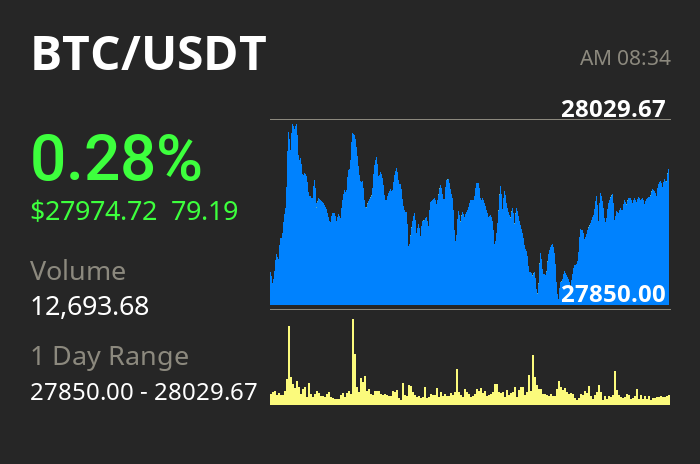 BTC/USDT
AM 08:34
28029.67
0.28%
$27974.72 79.19
Volume
12,693.68
27850.00
1 Day Range
27850.00 - 28029.67